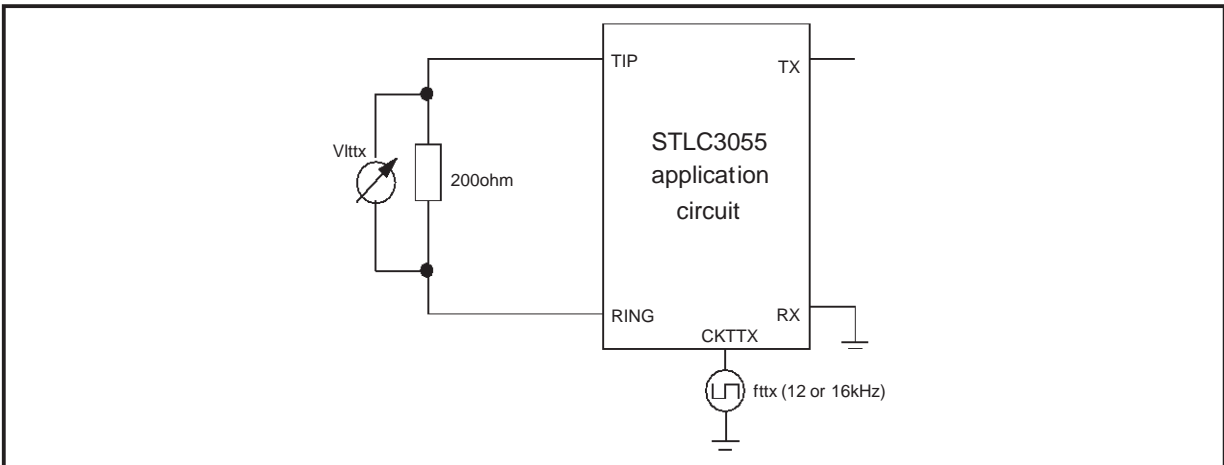 TIP
TX
Vlttx
200ohm
STLC3055
application
circuit
RING
RX
CKTTX
fttx (12 or 16kHz)